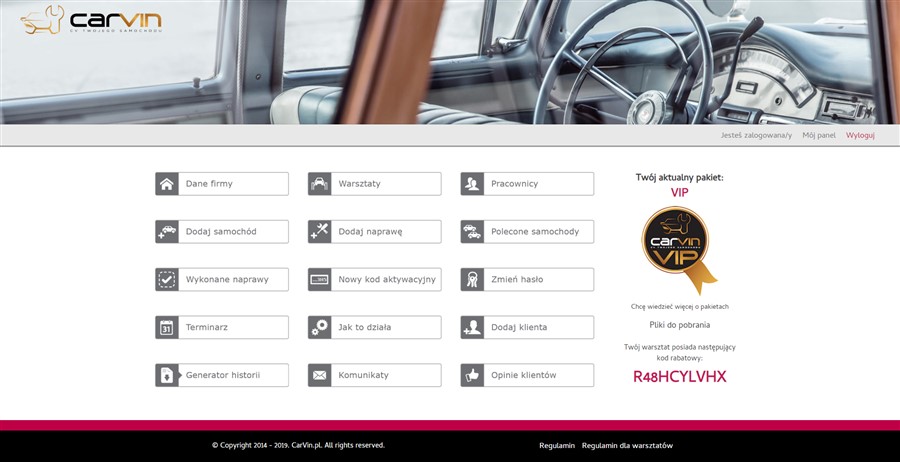 carvin
CV TWOJEGO SAMOCHODU
Jesteś zalogowana/y Mój panel Wyloguj
Dane firmy
Warsztaty
Pracownicy
Dodaj samochód
Dodaj naprawę
Polecone samochody
Wykonane naprawy
Nowy kod aktywacyjny
Zmień hasło
31
Terminarz
Jak to działa
Dodaj klienta
Generator historii
Komunikaty
Opinie klientów
Twój aktualny pakiet:
VIP
carvin
CV TWOJEGO SAMOCHODU
VIP
Chcę wiedzieć więcej o pakietach
Pliki do pobrania
Twój warsztat posiada następujący
kod rabatowy:
R48HCYLVHX
© Copyright 2014 - 2019. CarVin.pl. All rights reserved.
Regulamin Regulamin dla warsztatów